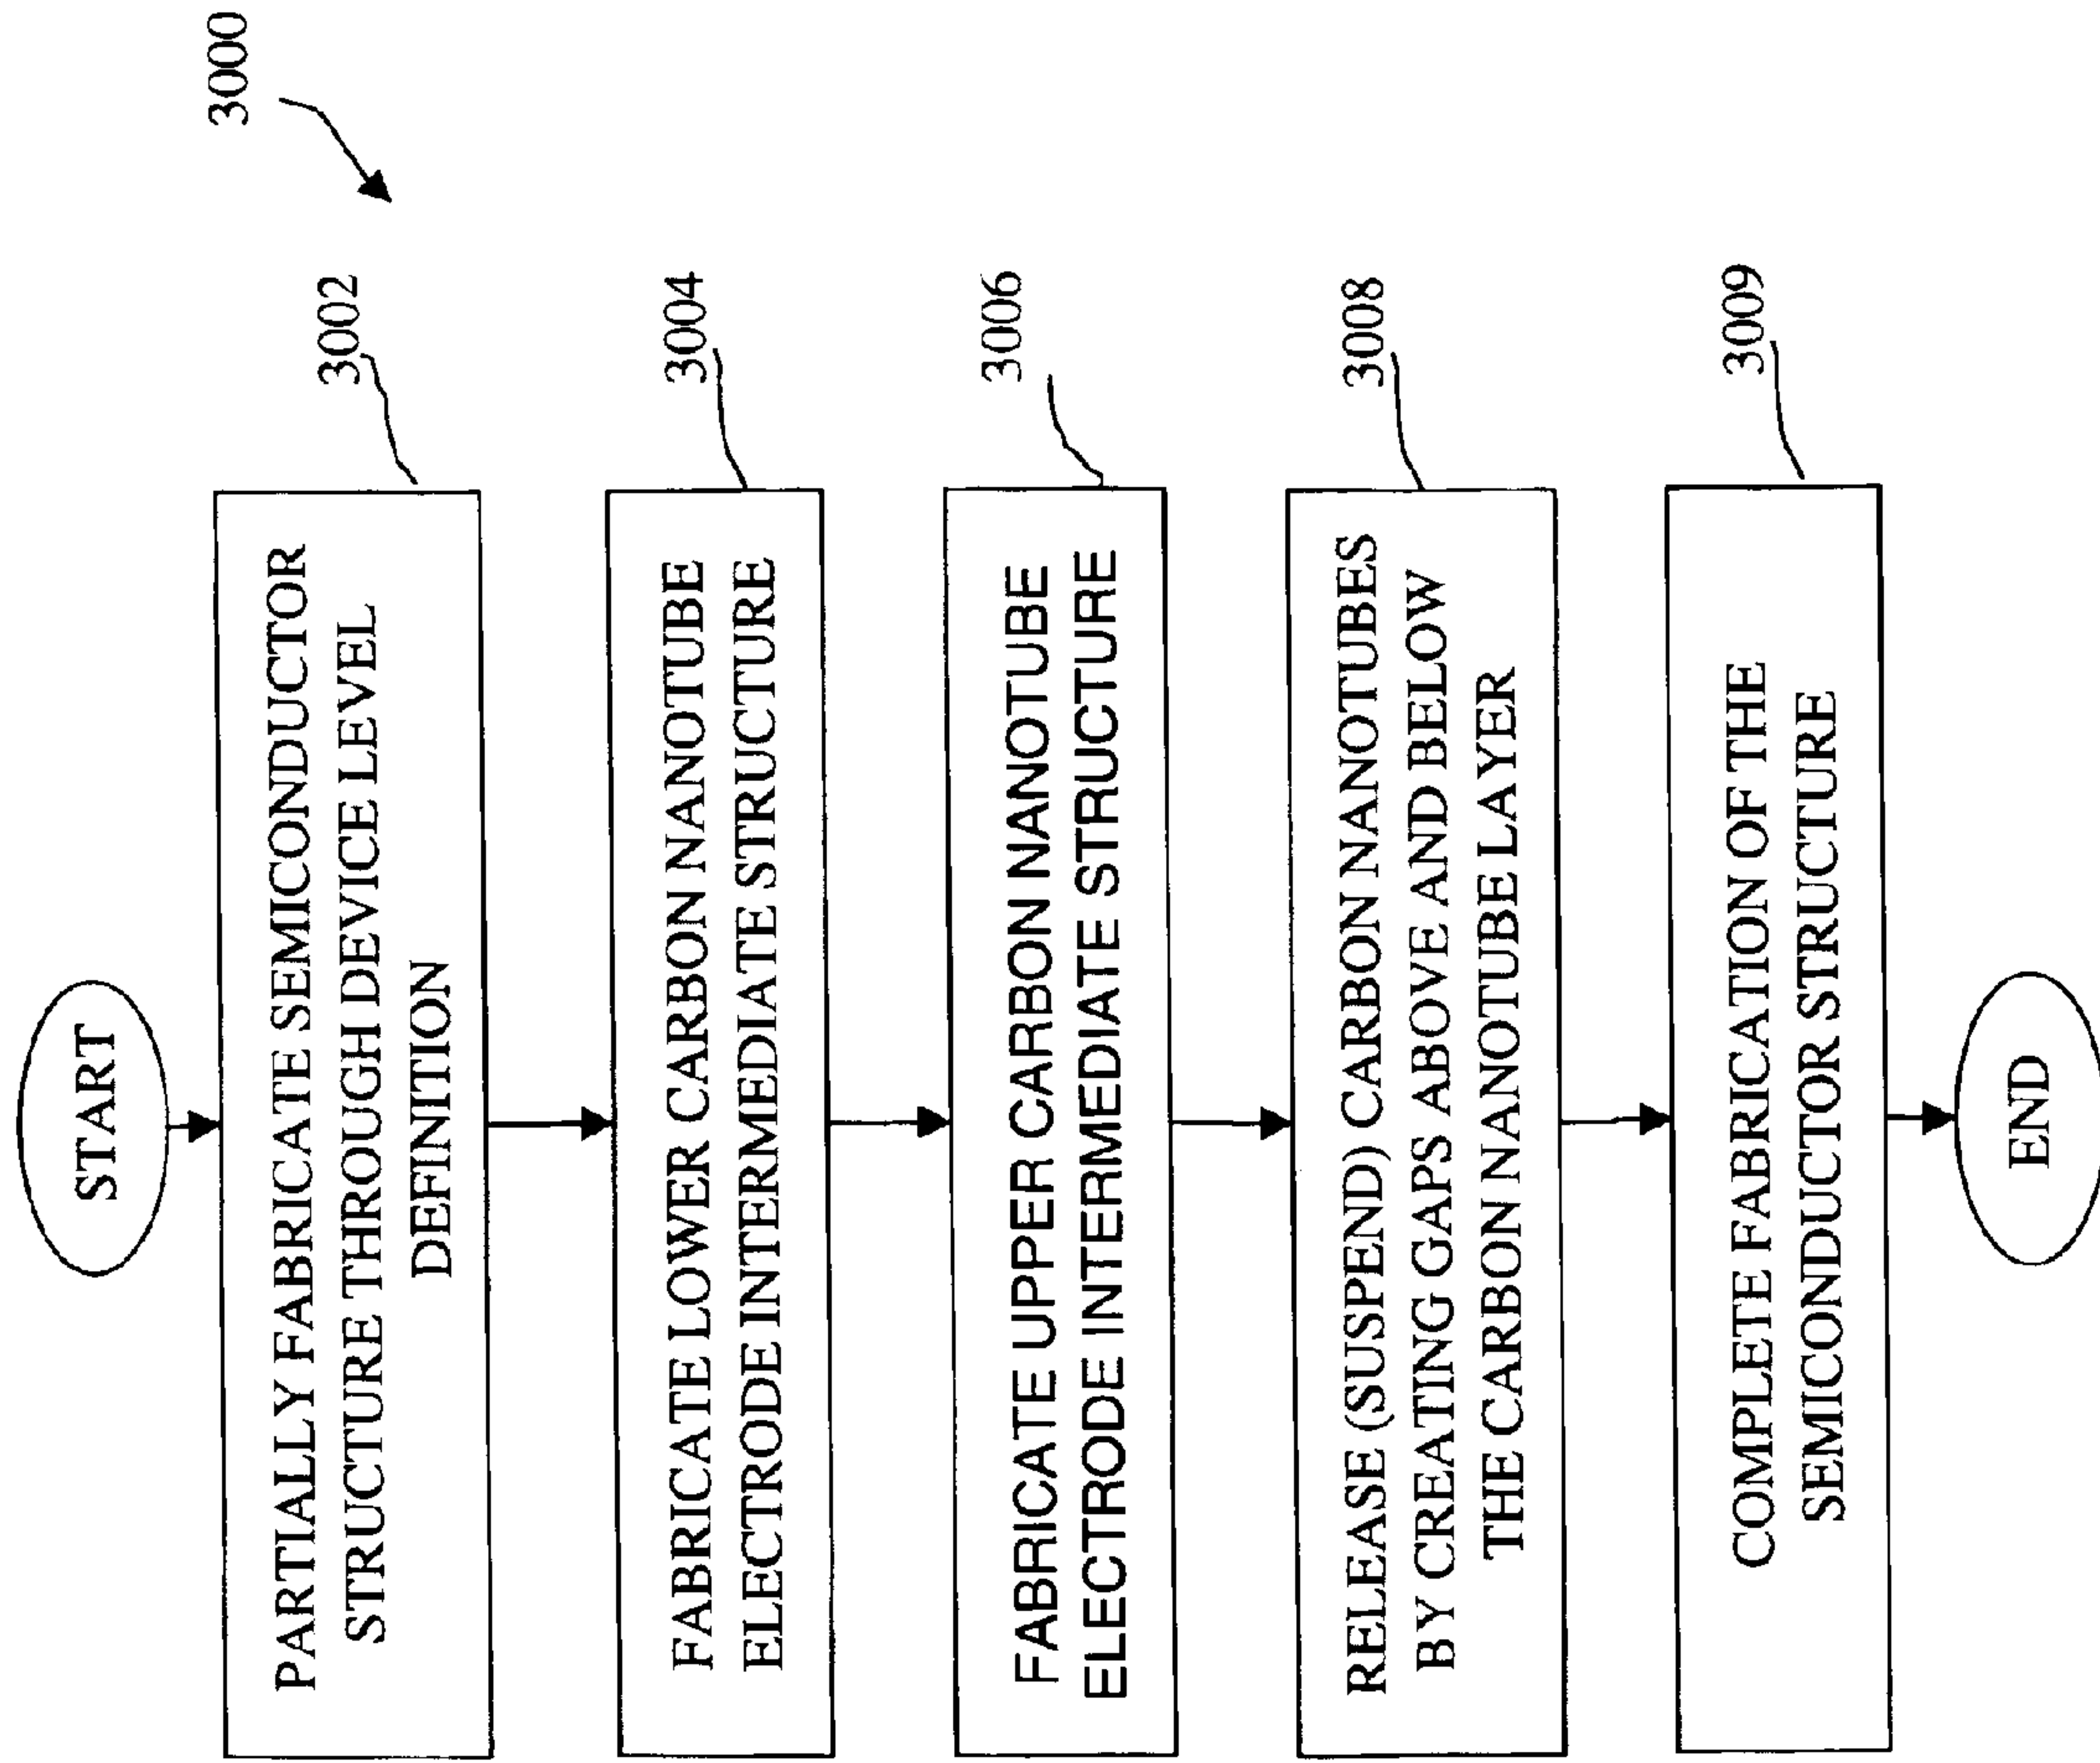 3000
START
3002
PARTIALLY FABRICATE SEMICONDUCTOR
STRUCTURE THROUGH DEVICE LEVEL
DEFINITION
3004
FABRICATE LOWER CARBON NANOTUBE
ELECTRODE INTERMEDIATE STRUCTURE
3006
FABRICATE UPPER CARBON NANOTUBE
ELECTRODE INTERMEDIATE STRUCTURE
3008
RELEASE (SUSPEND) CARBON NANOTUBES
BY CREATING GAPS ABOVE AND BELOW
THE CARBON NANOTUBE LAYER
3009
COMPLETE FABRICATION OF THE
SEMICONDUCTOR STRUCTURE
END